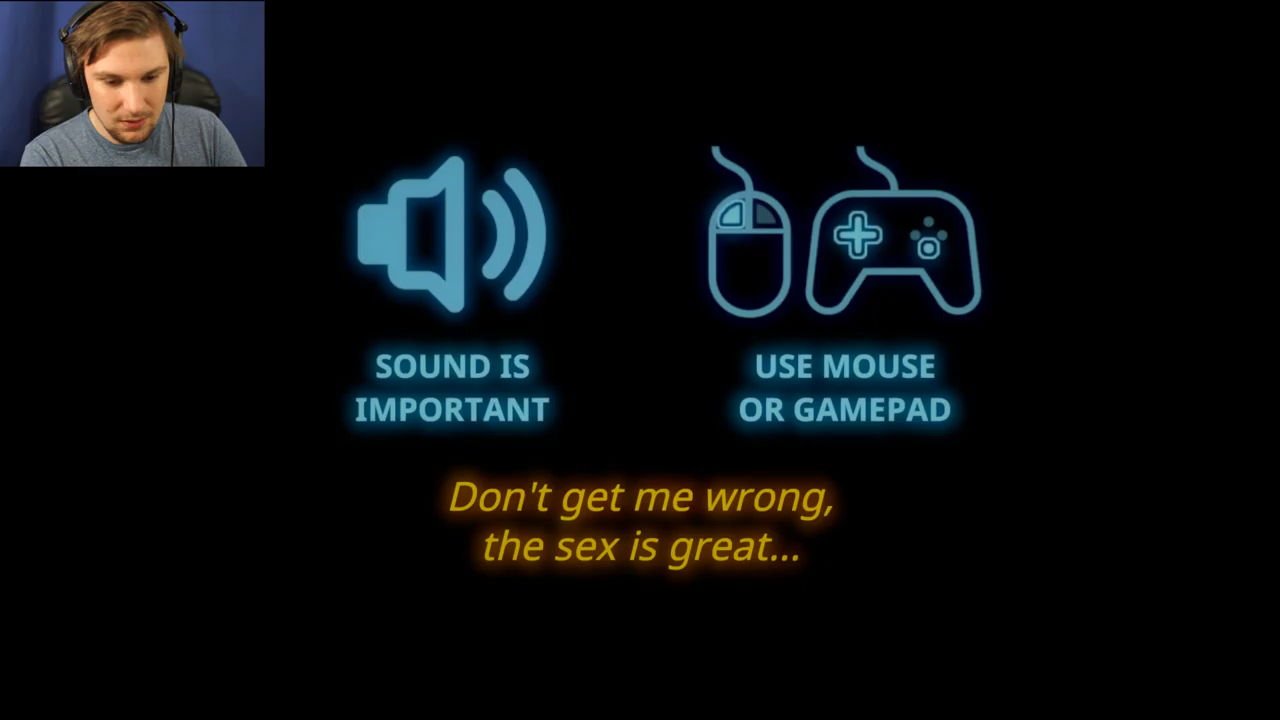 SOUND IS
IMPORTANT
USE MOUSE
OR GAMEPAD
Don't get me wrong,
the sex is great...